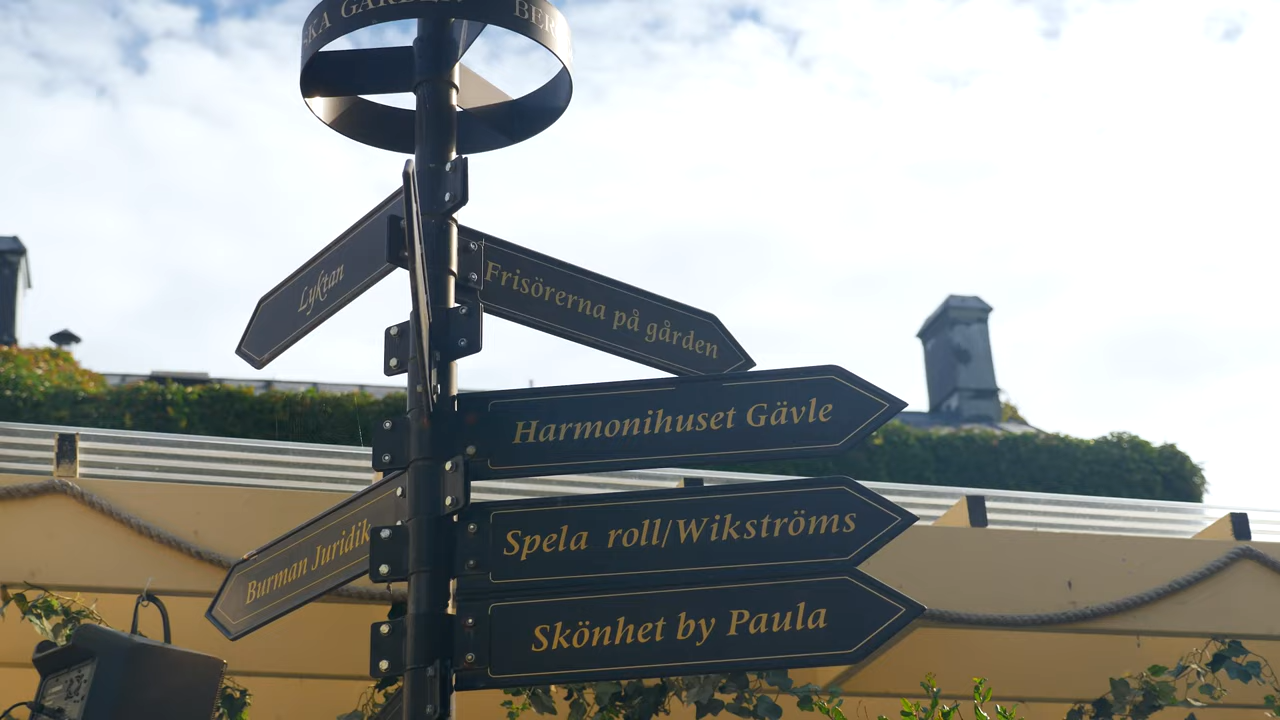 Lyktan
Frisörerna på gården
Harmonihuset Gävle
Spela roll/Wikströms
Burman Juridik
Skönhet by Paula